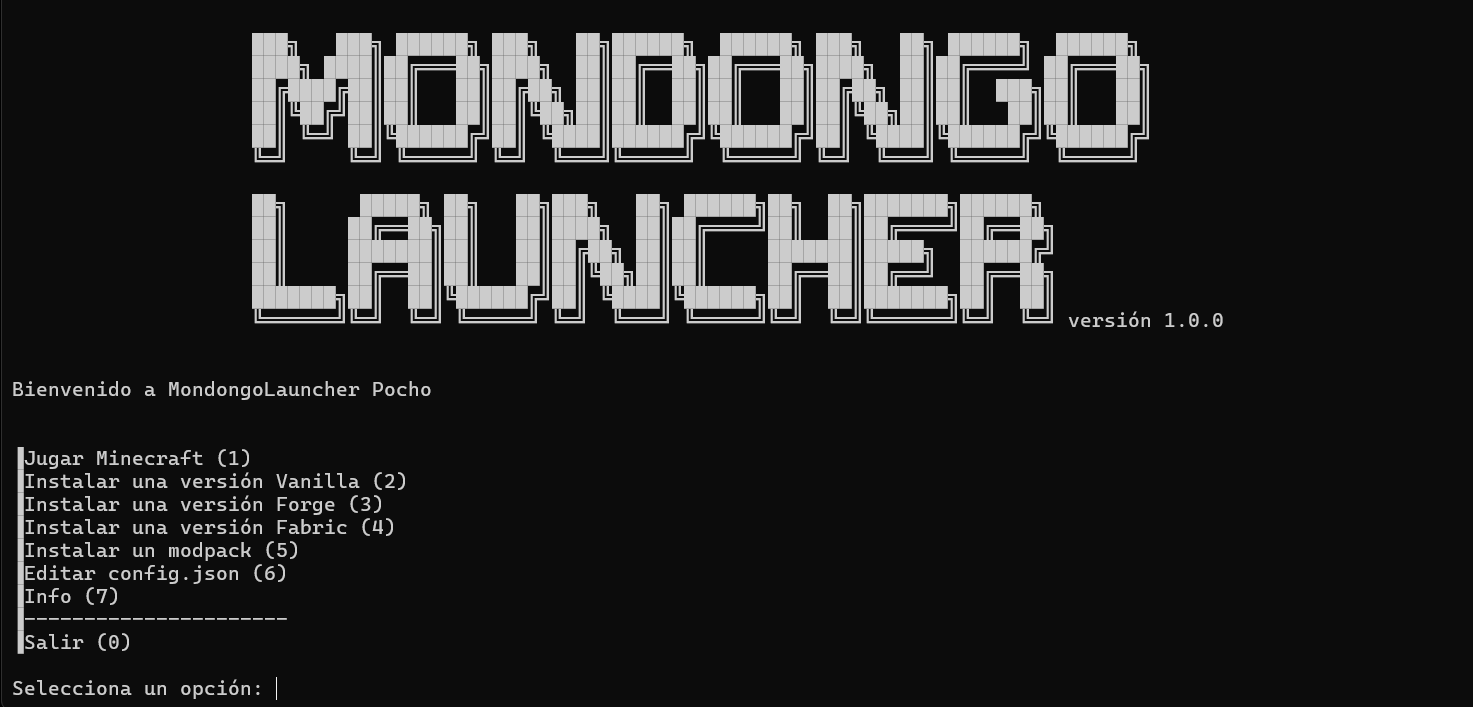 MONDONGO
LAUNCHER versión 1.0.0
Bienvenido a MondongoLauncher Pocho
Jugar Minecraft (1)
Instalar una versión Vanilla (2)
Instalar una versión Forge (3)
Instalar una versión Fabric (4)
Instalar un modpack (5)
Editar config.json (6)
Info (7)
----------------------
Salir (0)
Selecciona un opción: